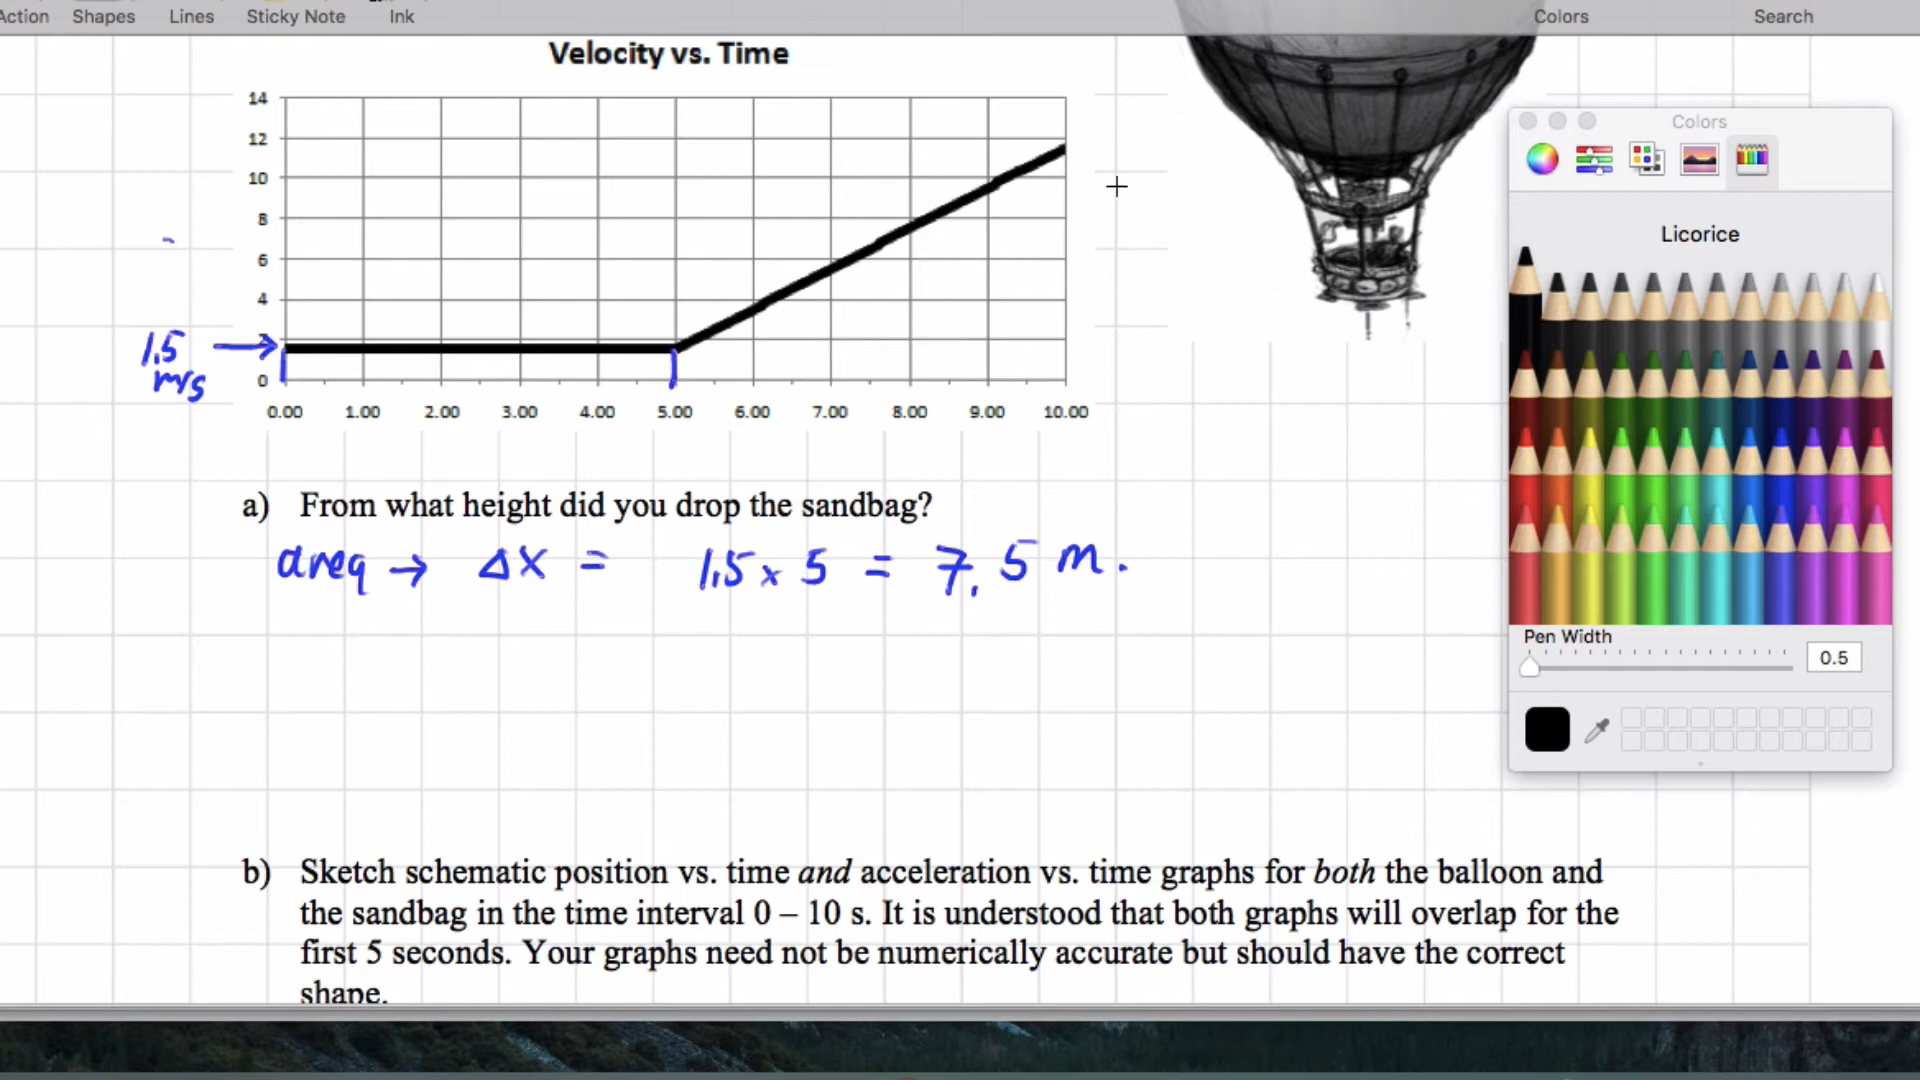 Action Shapes Lines Sticky Note Ink Colors Search
Velocity vs. Time
14
12
10
8
6
4
2
0
0.00 1.00 2.00 3.00 4.00 5.00 6.00 7.00 8.00 9.00 10.00
1.5
m/s
a) From what height did you drop the sandbag?
area → Δx = 1.5 x 5 = 7.5 m.
b) Sketch schematic position vs. time and acceleration vs. time graphs for both the balloon and
the sandbag in the time interval 0 – 10 s. It is understood that both graphs will overlap for the
first 5 seconds. Your graphs need not be numerically accurate but should have the correct
shape.
Colors
Licorice
Pen Width
0.5